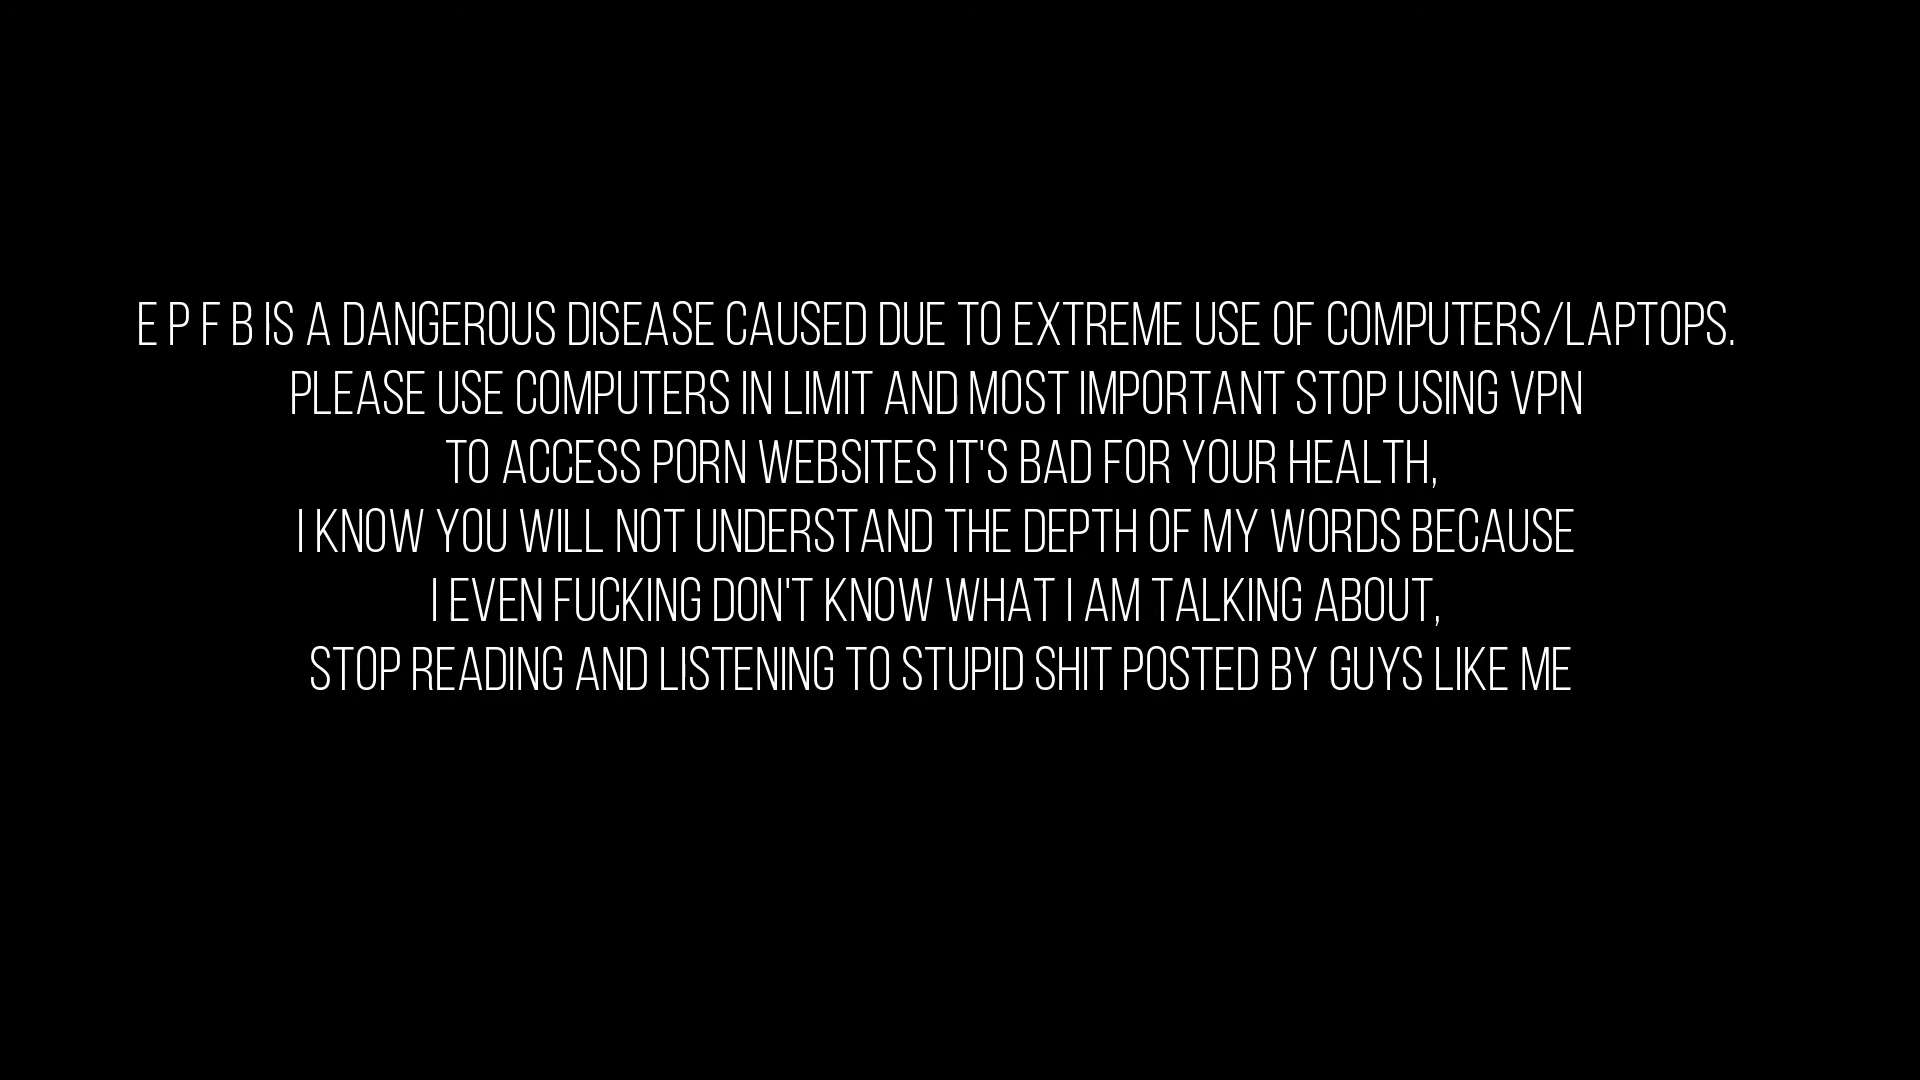 E P F B IS A DANGEROUS DISEASE CAUSED DUE TO EXTREME USE OF COMPUTERS/LAPTOPS.
PLEASE USE COMPUTERS IN LIMIT AND MOST IMPORTANT STOP USING VPN
TO ACCESS PORN WEBSITES IT'S BAD FOR YOUR HEALTH,
I KNOW YOU WILL NOT UNDERSTAND THE DEPTH OF MY WORDS BECAUSE
I EVEN FUCKING DON'T KNOW WHAT I AM TALKING ABOUT,
STOP READING AND LISTENING TO STUPID SHIT POSTED BY GUYS LIKE ME